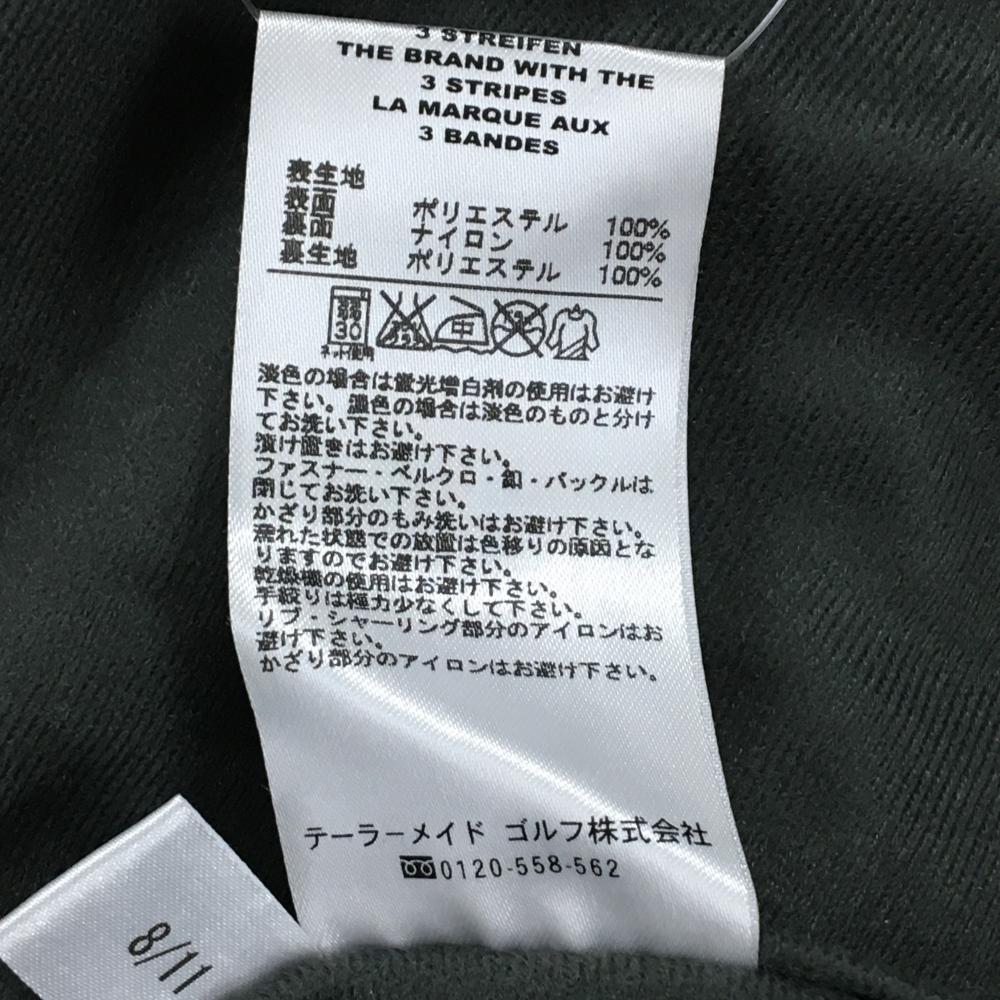 3 STREIFEN
THE BRAND WITH THE
3 STRIPES
LA MARQUE AUX
3 BANDES
表生地
表面 ポリエステル 100%
裏面 ナイロン 100%
裏生地 ポリエステル 100%
30
中
ネット使用
淡色の場合は蛍光増白剤の使用はお避け
下さい。濃色の場合は淡色のものと分け
てお洗い下さい。
漬け置きはお避け下さい。
ファスナー・ベルクロ・釦・バックルは
閉じてお洗い下さい。
かざり部分のもみ洗いはお避け下さい。
濡れた状態での放置は色移りの原因とな
りますのでお避け下さい。
乾燥機の使用はお避け下さい。
手絞りは極力少なくして下さい。
リブ・シャーリング部分のアイロンはお
避け下さい。
かざり部分のアイロンはお避け下さい。
テーラーメイド ゴルフ株式会社
0120-558-562
8/11